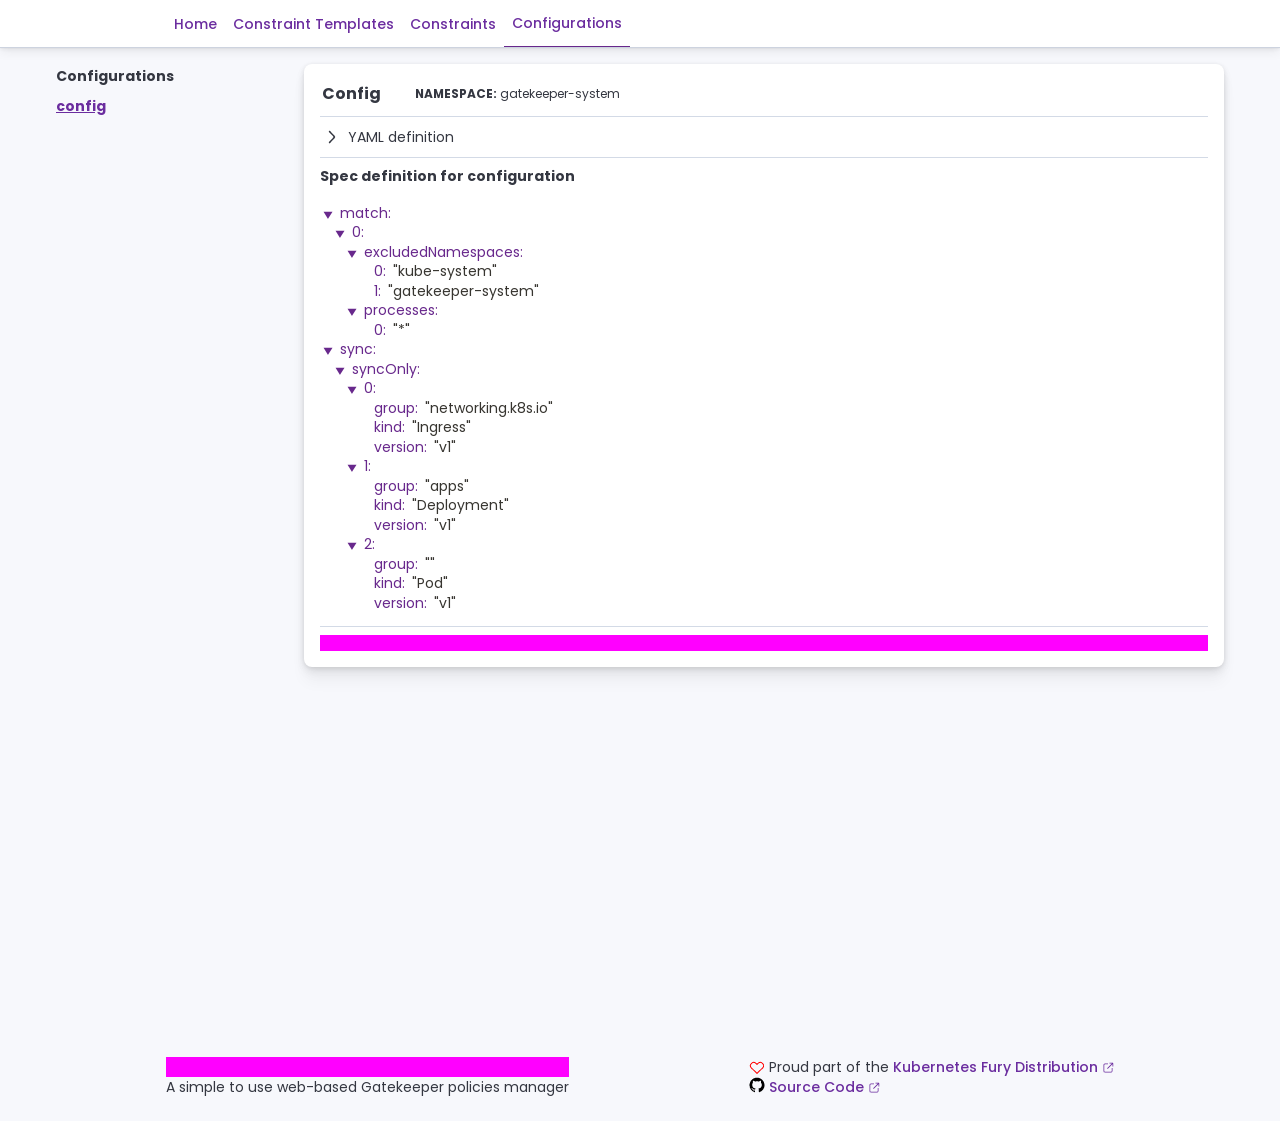 Home Constraint Templates Constraints Configurations
Configurations
config
Config NAMESPACE: gatekeeper-system
YAML definition
Spec definition for configuration
match:
0:
excludedNamespaces:
0: "kube-system"
1: "gatekeeper-system"
processes:
0: "*"
sync:
syncOnly:
0:
group: "networking.k8s.io"
kind: "Ingress"
version: "v1"
1:
group: "apps"
kind: "Deployment"
version: "v1"
2:
group: ""
kind: "Pod"
version: "v1"
A simple to use web-based Gatekeeper policies manager
Proud part of the Kubernetes Fury Distribution
Source Code